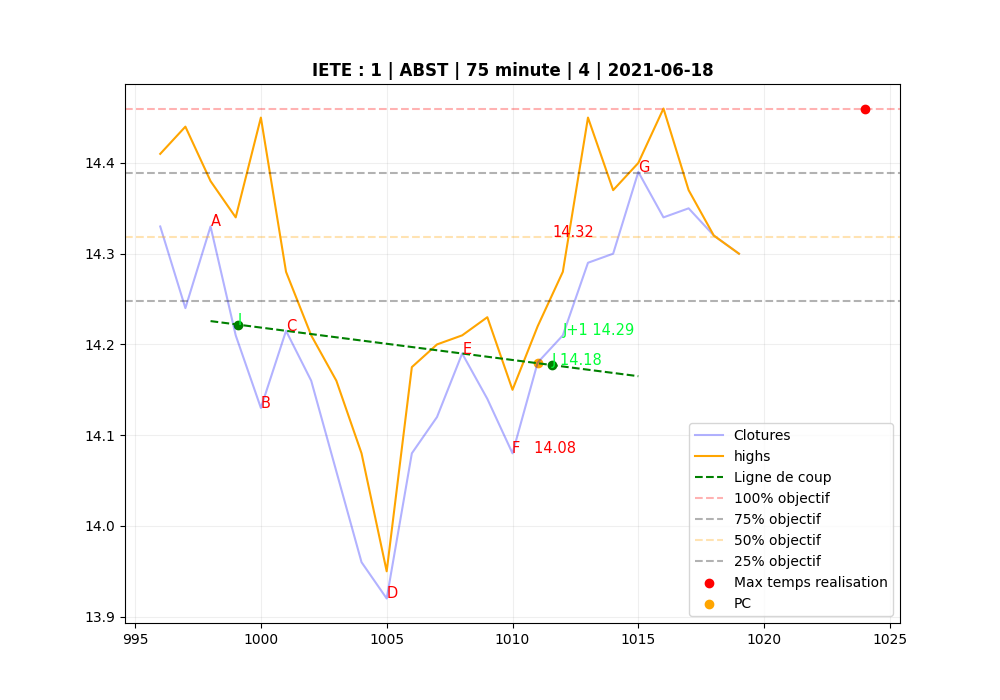 IETE : 1 | ABST | 75 minute | 4 | 2021-06-18
14.4
14.3
14.2
14.1
14.0
13.9
995
1000
1005
1010
1015
1020
1025
A
B
C
D
E
F 14.08
G
14.32
J+1 14.29
J 14.18
Clotures
highs
Ligne de coup
100% objectif
75% objectif
50% objectif
25% objectif
Max temps realisation
PC